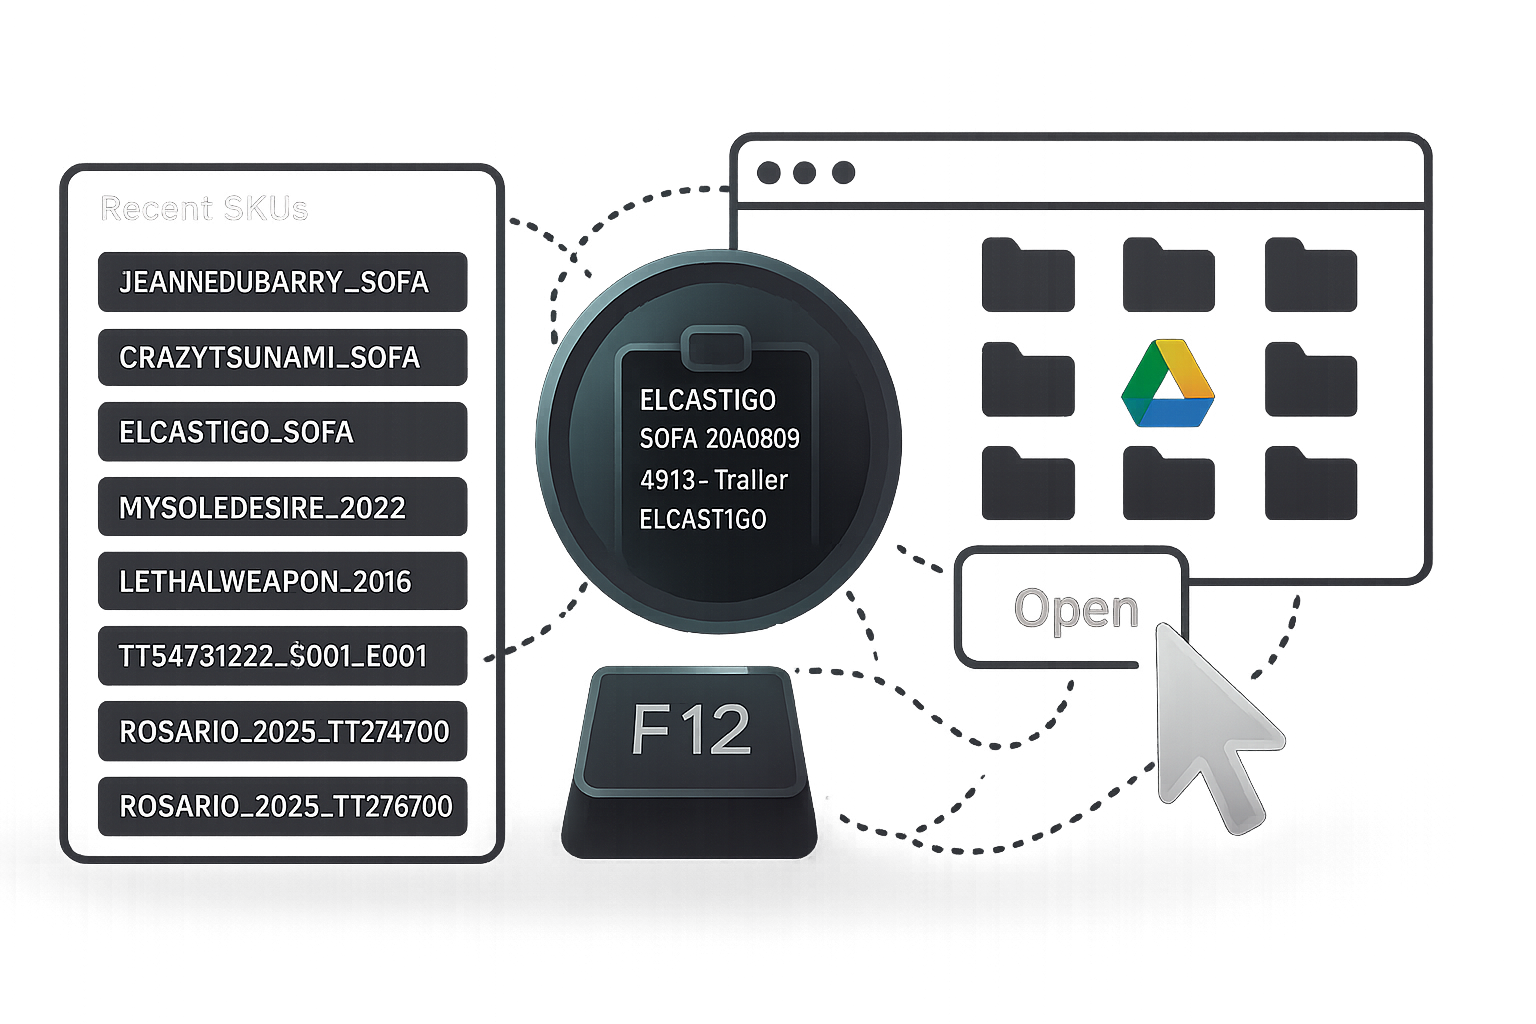 Recent SKUs
JEANNEDUBARRY_SOFA
CRAZYTSUNAMI_SOFA
ELCASTIGO_SOFA
MYSOLEDESIRE_2022
LETHALWEAPON_2016
TT54731222_S001_E001
ROSARIO_2025_TT274700
ROSARIO_2025_TT276700
ELCASTIGO
SOFA 20A0809
4913- Traller
ELCAST1GO
F12
Open